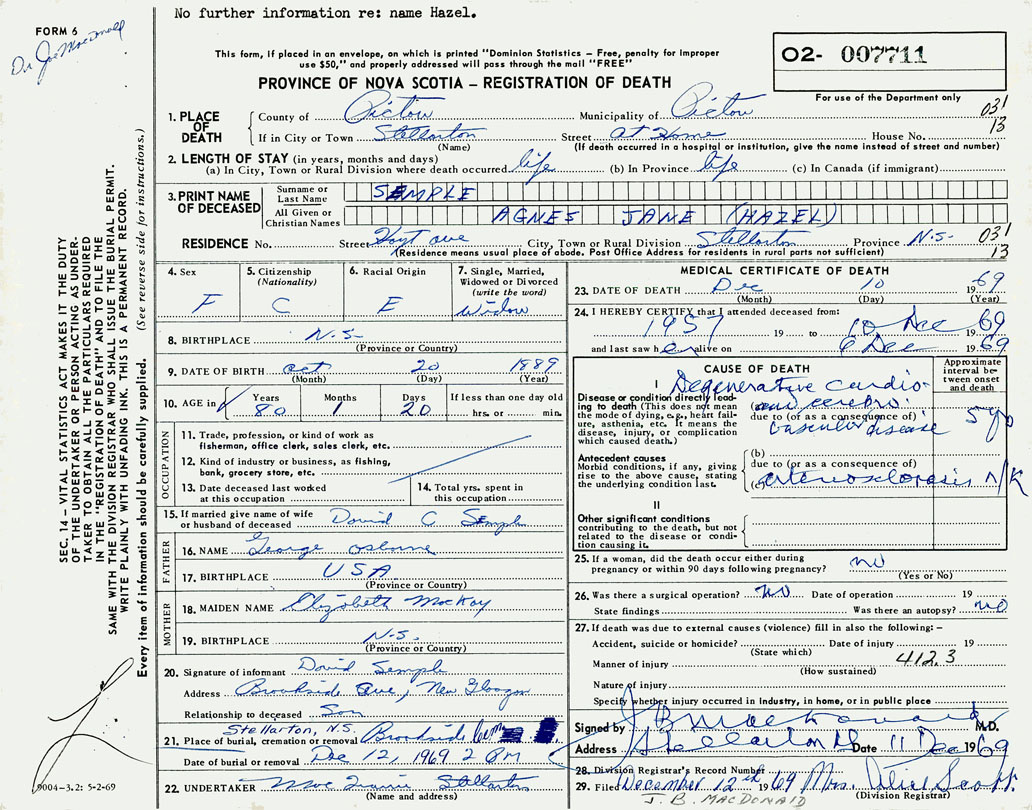 No further information re: name Hazel.
FORM 6
Dr Joe MacDonald
This form, if placed in an envelope, on which is printed "Dominion Statistics – Free, penalty for improper
use $50," and properly addressed will pass through the mail "FREE"
PROVINCE OF NOVA SCOTIA – REGISTRATION OF DEATH
O2- 007711
For use of the Department only
031
13
1. PLACE OF DEATH
County of Pictou Municipality of Pictou
If in City or Town Stellarton Street at Home House No.
(Name) (If death occurred in a hospital or institution, give the name instead of street and number)
2. LENGTH OF STAY (in years, months and days)
(a) In City, Town or Rural Division where death occurred life (b) In Province life (c) In Canada (if immigrant)
3. PRINT NAME OF DECEASED
Surname or Last Name SEMPLE
All Given or Christian Names AGNES JANE (HAZEL)
RESIDENCE No. Street Hoyt ave City, Town or Rural Division Stellarton Province N.S. 031
(Residence means usual place of abode. Post Office Address for residents in rural parts not sufficient) 13
4. Sex F
5. Citizenship (Nationality) C
6. Racial Origin E
7. Single, Married, Widowed or Divorced (write the word) Widow
8. BIRTHPLACE N.S.
(Province or Country)
9. DATE OF BIRTH oct 20 1889
(Month) (Day) (Year)
10. AGE in Years 80 Months 1 Days 20 If less than one day old hrs. or min.
OCCUPATION
11. Trade, profession, or kind of work as
fisherman, office clerk, sales clerk, etc.
12. Kind of industry or business, as fishing,
bank, grocery store, etc.
13. Date deceased last worked
at this occupation
14. Total yrs. spent in
this occupation
15. If married give name of wife
or husband of deceased David C Semple
FATHER
16. NAME George Osborne
17. BIRTHPLACE USA
(Province or Country)
MOTHER
18. MAIDEN NAME Elizabeth MacKay
19. BIRTHPLACE N.S.
(Province or Country)
20. Signature of informant David Semple
Address Brookside Ave, New Glasgow
Relationship to deceased Son
Stellarton, N.S.
21. Place of burial, cremation or removal Brookside Cem
Date of burial or removal Dec 12, 1969 2 PM
22. UNDERTAKER Stellarton
(Name and address)
MEDICAL CERTIFICATE OF DEATH
23. DATE OF DEATH Dec 10 1969
(Month) (Day) (Year)
24. I HEREBY CERTIFY that I attended deceased from:
1957 19 to 10 Dec 1969
and last saw her alive on 6 Dec 1969
CAUSE OF DEATH
Approximate interval between onset and death
I
Disease or condition directly leading to death (This does not mean the mode of dying, e.g., heart failure, asthenia, etc. It means the disease, injury, or complication which caused death.)
Degenerative cardio-
(a) and cerebro-
due to (or as a consequence of)
vascular disease 5 yr
Antecedent causes
Morbid conditions, if any, giving rise to the above cause, stating the underlying condition last.
(b)
due to (or as a consequence of)
(c) arteriosclerosis N/K
II
Other significant conditions
contributing to the death, but not related to the disease or condition causing it.
25. If a woman, did the death occur either during
pregnancy or within 90 days following pregnancy? no
(Yes or No)
26. Was there a surgical operation? No Date of operation 19
State findings Was there an autopsy? no
27. If death was due to external causes (violence) fill in also the following: –
Accident, suicide or homicide? Date of injury 19
(State which)
Manner of injury 412.3
(How sustained)
Nature of injury
Specify whether injury occurred in Industry, in home, or in public place
Signed by J B MacDonald M.D.
Address Stellarton NS Date 11 Dec 1969
28. Division Registrar's Record Number
29. Filed December 12th 1969 Mrs. Alice Scott
(Division Registrar)
J. B. MACDONALD
SEC. 14 – VITAL STATISTICS ACT MAKES IT THE DUTY
OF THE UNDERTAKER OR PERSON ACTING AS UNDERTAKER TO OBTAIN ALL THE PARTICULARS REQUIRED
IN THE "REGISTRATION OF DEATH" AND TO FILE THE
SAME WITH THE DIVISION REGISTRAR WHO SHALL ISSUE THE BURIAL PERMIT.
WRITE PLAINLY WITH UNFADING INK. THIS IS A PERMANENT RECORD.
Every item of information should be carefully supplied. (See reverse side for instructions.)
9004-3.2: 5-2-69